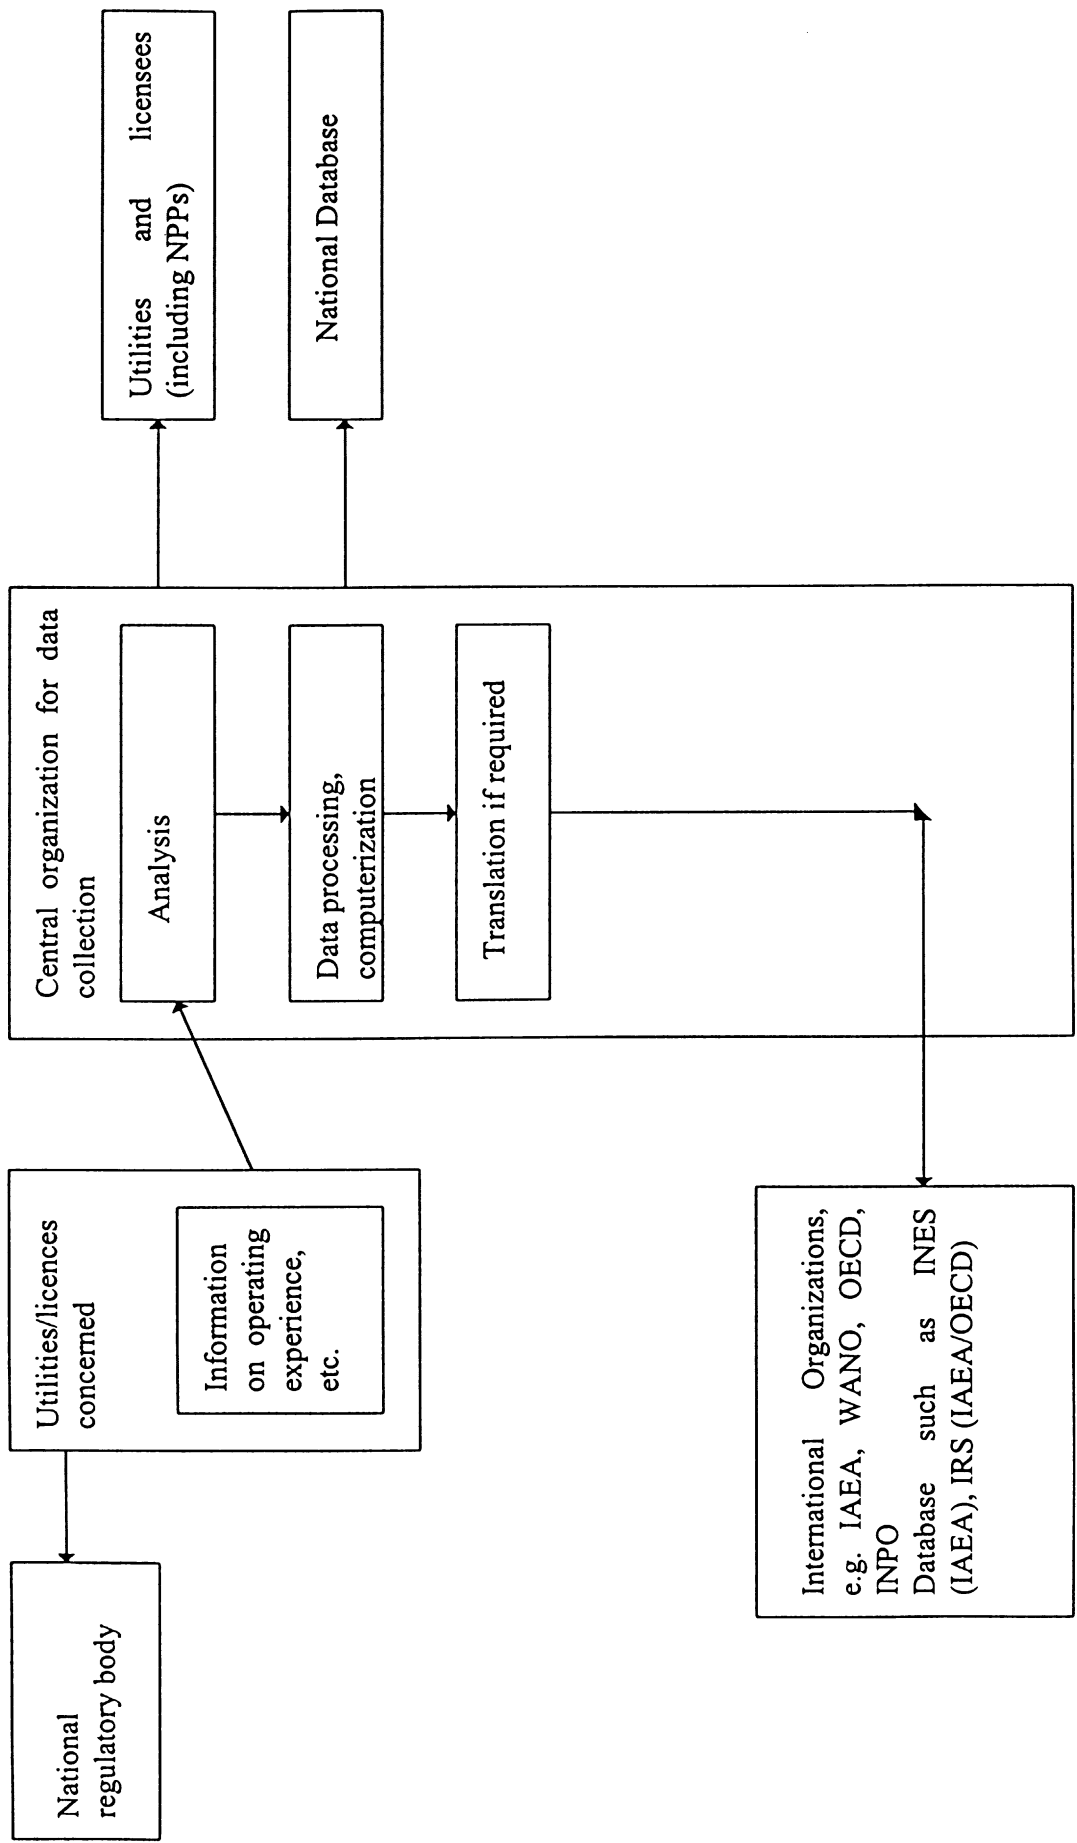 National
regulatory body
Utilities/licences
concerned
Information
on operating
experience,
etc.
Central organization for data
collection
Analysis
Data processing,
computerization
Translation if required
Utilities and licensees
(including NPPs)
National Database
International Organizations,
e.g. IAEA, WANO, OECD,
INPO
Database such as INES
(IAEA), IRS (IAEA/OECD)